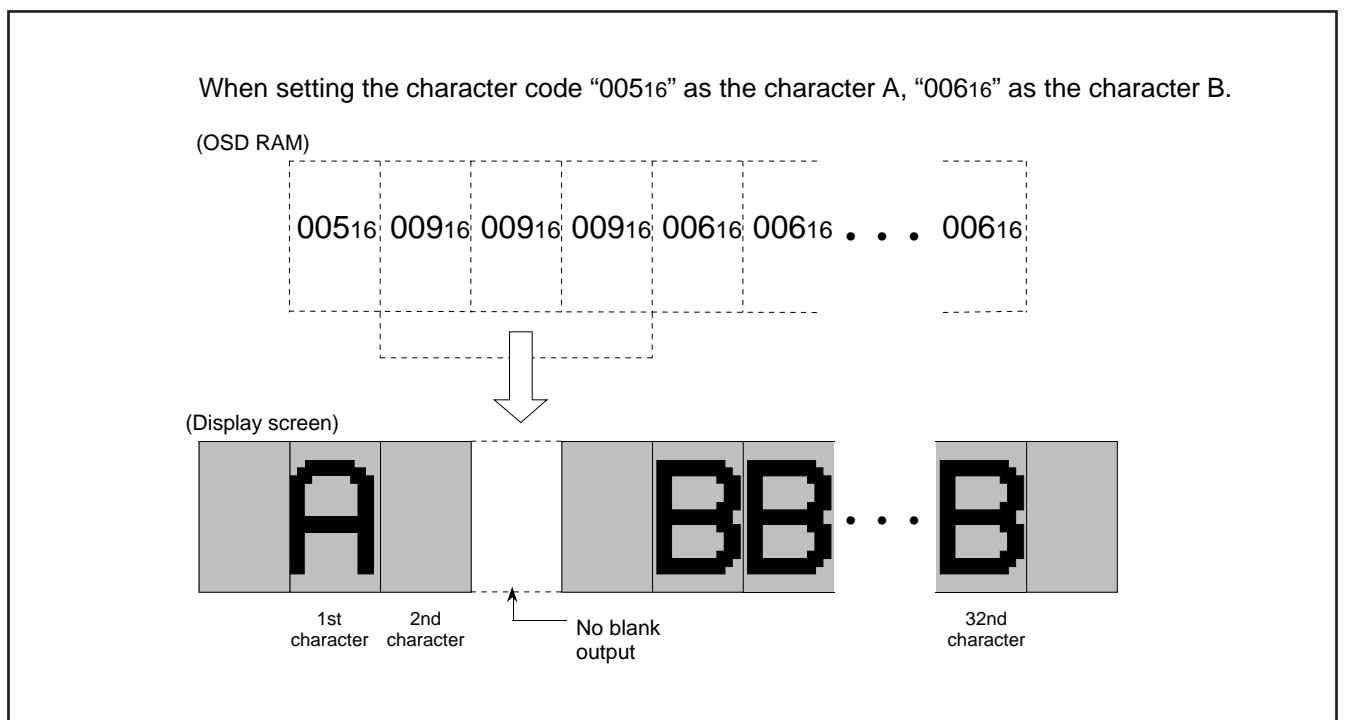 When setting the character code “00516” as the character A, “00616” as the character B.
(OSD RAM)
00516 00916 00916 00916 00616 00616 • • • 00616
(Display screen)
A B B • • • B
1st character
2nd character
No blank output
32nd character